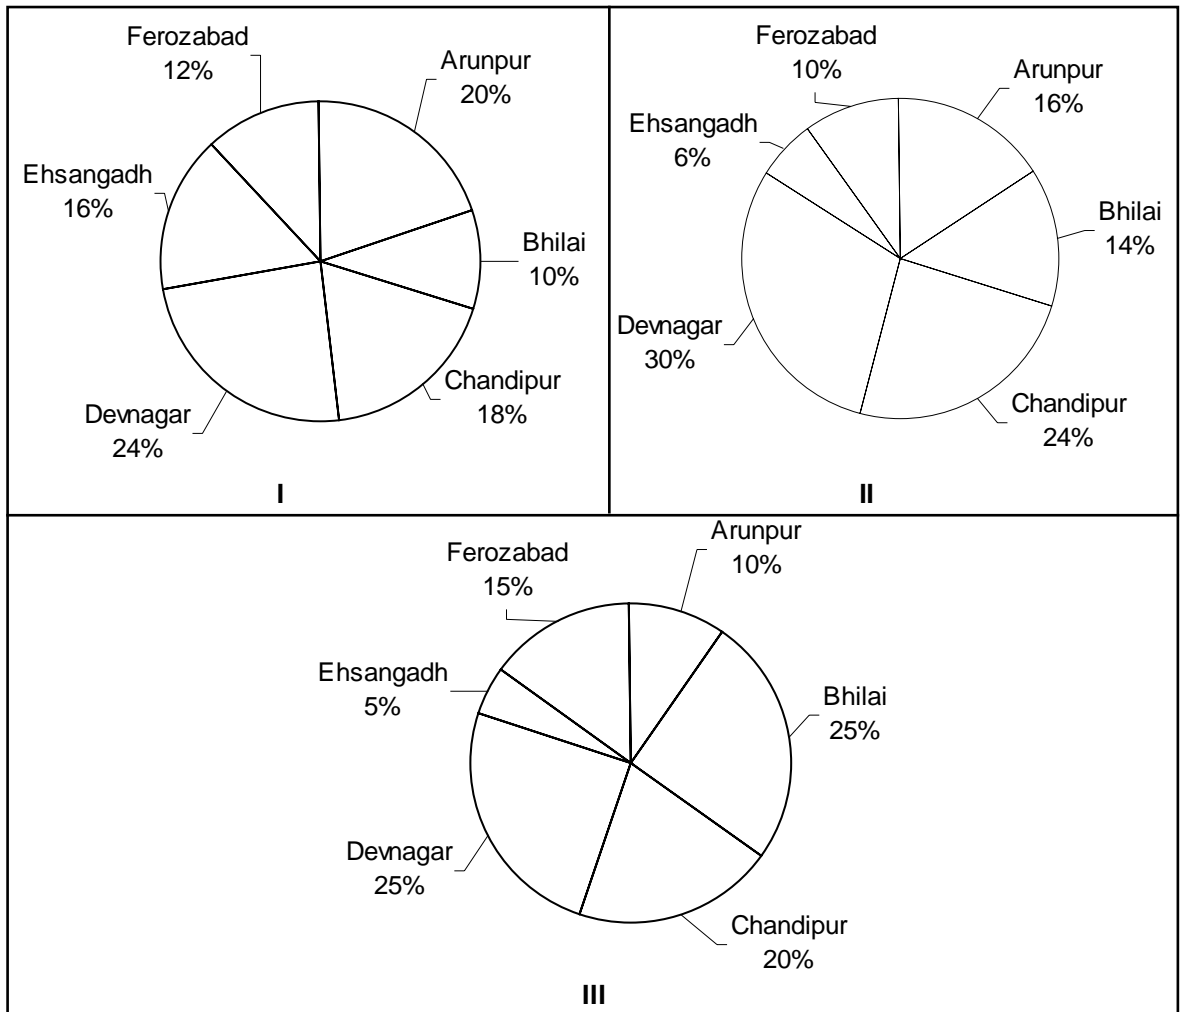 Ferozabad
12%
Arunpur
20%
Ehsangadh
16%
Bhilai
10%
Devnagar
24%
Chandipur
18%
I
Ferozabad
10%
Arunpur
16%
Ehsangadh
6%
Bhilai
14%
Devnagar
30%
Chandipur
24%
II
Arunpur
10%
Ferozabad
15%
Ehsangadh
5%
Bhilai
25%
Devnagar
25%
Chandipur
20%
III